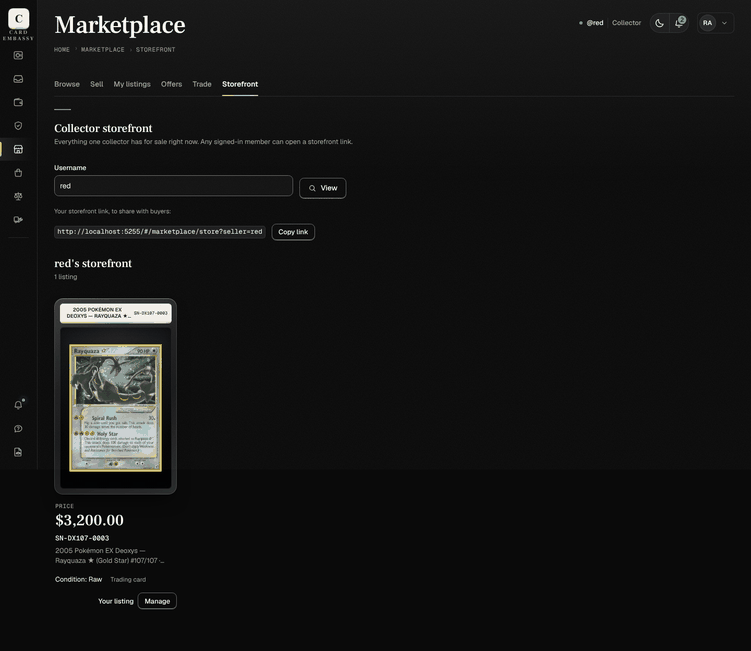 C
CARD
EMBASSY
Marketplace
@red
Collector
2
RA
HOME › MARKETPLACE › STOREFRONT
Browse
Sell
My listings
Offers
Trade
Storefront
Collector storefront
Everything one collector has for sale right now. Any signed-in member can open a storefront link.
Username
red
View
Your storefront link, to share with buyers:
http://localhost:5255/#/marketplace/store?seller=red
Copy link
red's storefront
1 listing
2005 POKÉMON EX
DEOXYS — RAYQUAZA ★…
SN-DX107-0003
Rayquaza
90 HP
Spiral Rush
Holy Star
PRICE
$3,200.00
SN-DX107-0003
2005 Pokémon EX Deoxys —
Rayquaza ★ (Gold Star) #107/107 ·…
Condition: Raw
Trading card
Your listing
Manage